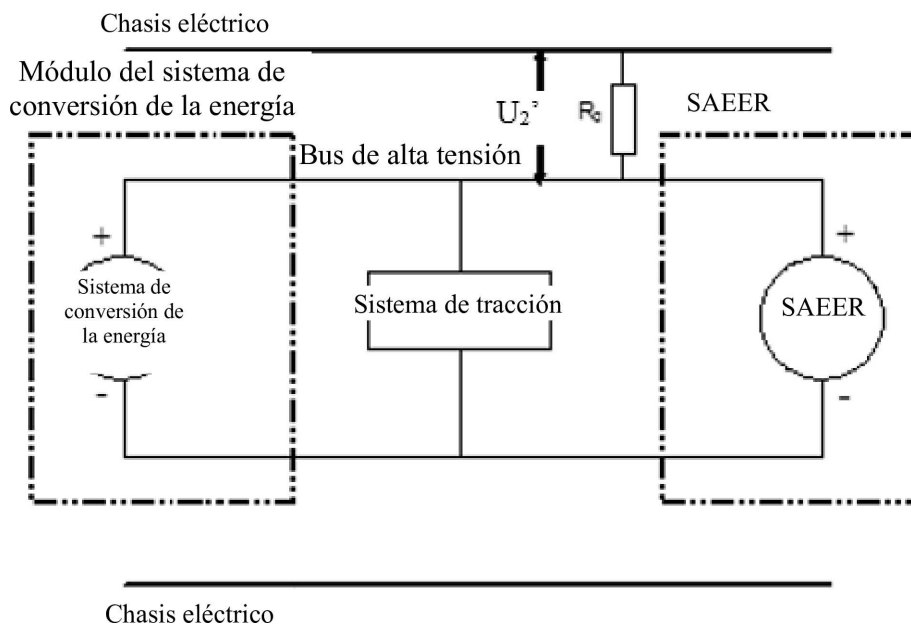 Chasis eléctrico
Módulo del sistema de
conversión de la energía
SAEER
U₂'
R₀
Bus de alta tensión
+
+
Sistema de
conversión de
la energía
Sistema de tracción
SAEER
-
-
Chasis eléctrico